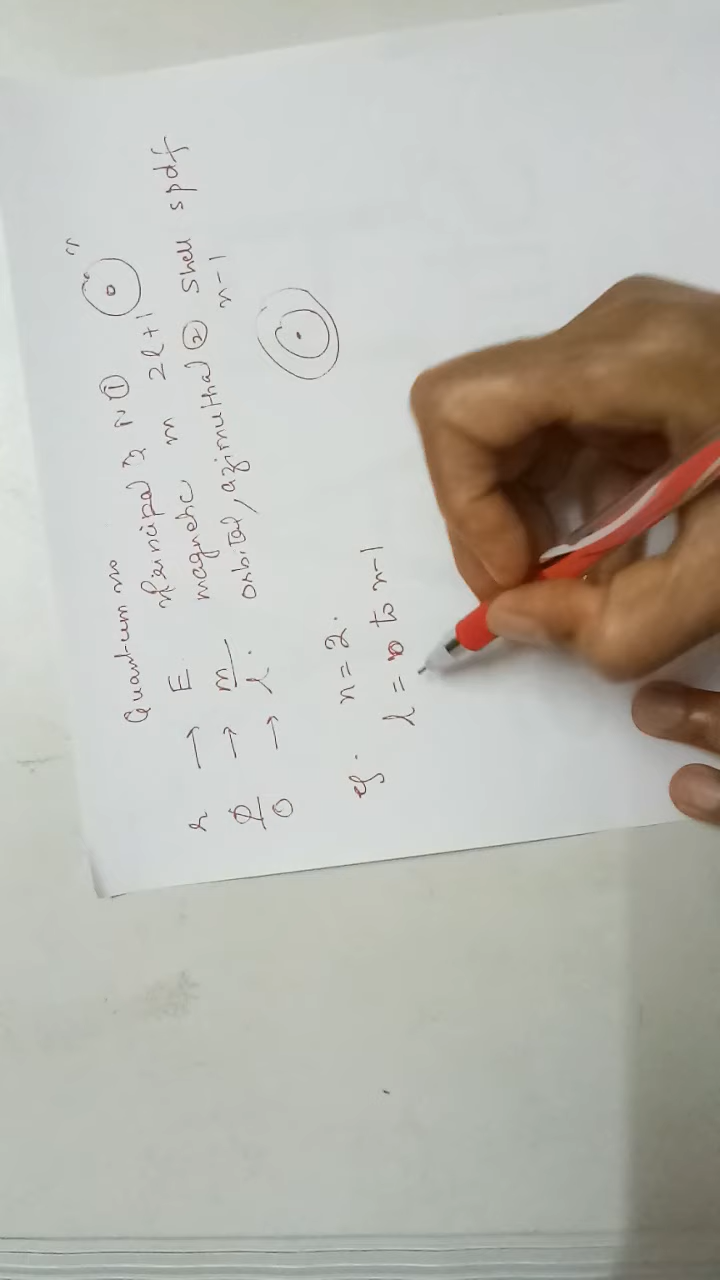 Quantum no
r → E principal Q N ①
n
θ → m magnetic m 2l+1
∅ → l. orbital, azimuthal ② shell spdf
n-1
eg. n = 2.
l = 0 to n-1